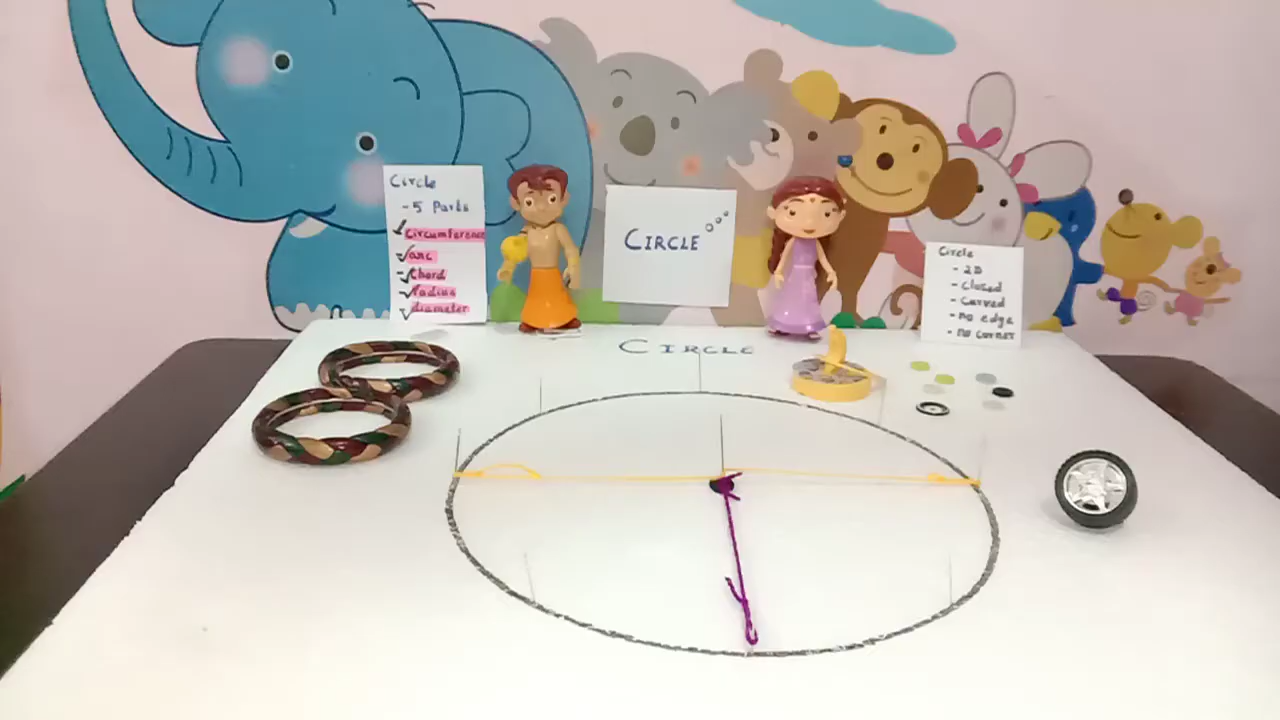 Circle
- 5 Parts
✓ Circumference
✓ arc
✓ Chord
✓ radius
✓ diameter
CIRCLE
Circle
- 2D
- Closed
- Curved
- no edge
- no corner
CIRCLE